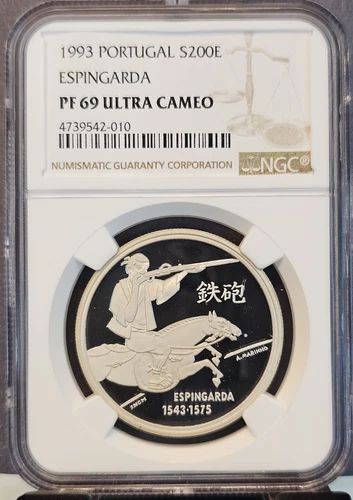 1993 PORTUGAL S200E
ESPINGARDA
PF 69 ULTRA CAMEO
4739542-010
NUMISMATIC GUARANTY CORPORATION
NGC®
鉄砲
A. MARINHO
INCM
ESPINGARDA
1543·1575